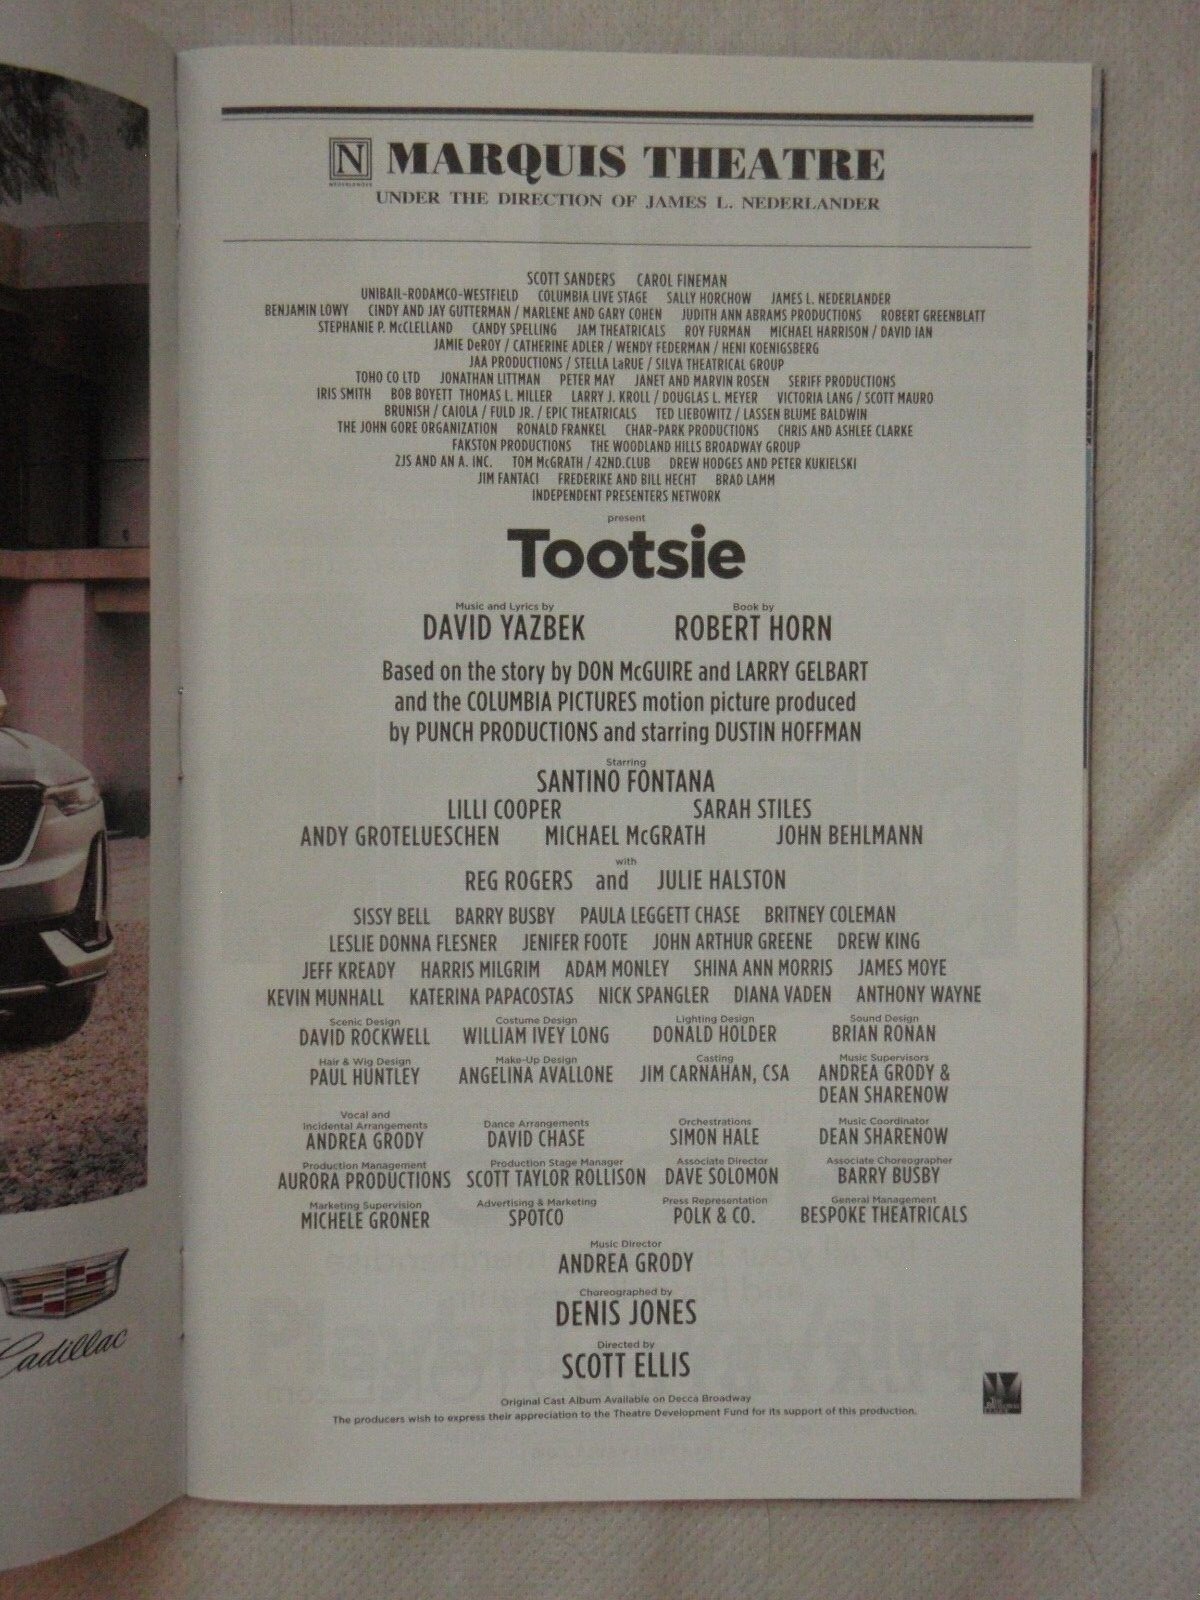 N MARQUIS THEATRE
NEDERLANDER
UNDER THE DIRECTION OF JAMES L. NEDERLANDER
SCOTT SANDERS CAROL FINEMAN
UNIBAIL-RODAMCO-WESTFIELD COLUMBIA LIVE STAGE SALLY HORCHOW JAMES L. NEDERLANDER
BENJAMIN LOWY CINDY AND JAY GUTTERMAN / MARLENE AND GARY COHEN JUDITH ANN ABRAMS PRODUCTIONS ROBERT GREENBLATT
STEPHANIE P. McCLELLAND CANDY SPELLING JAM THEATRICALS ROY FURMAN MICHAEL HARRISON / DAVID IAN
JAMIE DeROY / CATHERINE ADLER / WENDY FEDERMAN / HENI KOENIGSBERG
JAA PRODUCTIONS / STELLA LaRUE / SILVA THEATRICAL GROUP
TOHO CO LTD JONATHAN LITTMAN PETER MAY JANET AND MARVIN ROSEN SERIFF PRODUCTIONS
IRIS SMITH BOB BOYETT THOMAS L. MILLER LARRY J. KROLL / DOUGLAS L. MEYER VICTORIA LANG / SCOTT MAURO
BRUNISH / CAIOLA / FULD JR. / EPIC THEATRICALS TED LIEBOWITZ / LASSEN BLUME BALDWIN
THE JOHN GORE ORGANIZATION RONALD FRANKEL CHAR-PARK PRODUCTIONS CHRIS AND ASHLEE CLARKE
FAKSTON PRODUCTIONS THE WOODLAND HILLS BROADWAY GROUP
2JS AND AN A. INC. TOM McGRATH / 42ND.CLUB DREW HODGES AND PETER KUKIELSKI
JIM FANTACI FREDERIKE AND BILL HECHT BRAD LAMM
INDEPENDENT PRESENTERS NETWORK
present
Tootsie
Music and Lyrics by Book by
DAVID YAZBEK ROBERT HORN
Based on the story by DON McGUIRE and LARRY GELBART
and the COLUMBIA PICTURES motion picture produced
by PUNCH PRODUCTIONS and starring DUSTIN HOFFMAN
Starring
SANTINO FONTANA
LILLI COOPER SARAH STILES
ANDY GROTELUESCHEN MICHAEL McGRATH JOHN BEHLMANN
with
REG ROGERS and JULIE HALSTON
SISSY BELL BARRY BUSBY PAULA LEGGETT CHASE BRITNEY COLEMAN
LESLIE DONNA FLESNER JENIFER FOOTE JOHN ARTHUR GREENE DREW KING
JEFF KREADY HARRIS MILGRIM ADAM MONLEY SHINA ANN MORRIS JAMES MOYE
KEVIN MUNHALL KATERINA PAPACOSTAS NICK SPANGLER DIANA VADEN ANTHONY WAYNE
Scenic Design Costume Design Lighting Design Sound Design
DAVID ROCKWELL WILLIAM IVEY LONG DONALD HOLDER BRIAN RONAN
Hair & Wig Design Make-Up Design Casting Music Supervisors
PAUL HUNTLEY ANGELINA AVALLONE JIM CARNAHAN, CSA ANDREA GRODY &
DEAN SHARENOW
Vocal and
Incidental Arrangements Dance Arrangements Orchestrations Music Coordinator
ANDREA GRODY DAVID CHASE SIMON HALE DEAN SHARENOW
Production Management Production Stage Manager Associate Director Associate Choreographer
AURORA PRODUCTIONS SCOTT TAYLOR ROLLISON DAVE SOLOMON BARRY BUSBY
Marketing Supervision Advertising & Marketing Press Representation General Management
MICHELE GRONER SPOTCO POLK & CO. BESPOKE THEATRICALS
Music Director
ANDREA GRODY
Choreographed by
DENIS JONES
Directed by
SCOTT ELLIS
Original Cast Album Available on Decca Broadway
The producers wish to express their appreciation to the Theatre Development Fund for its support of this production.
Cadillac